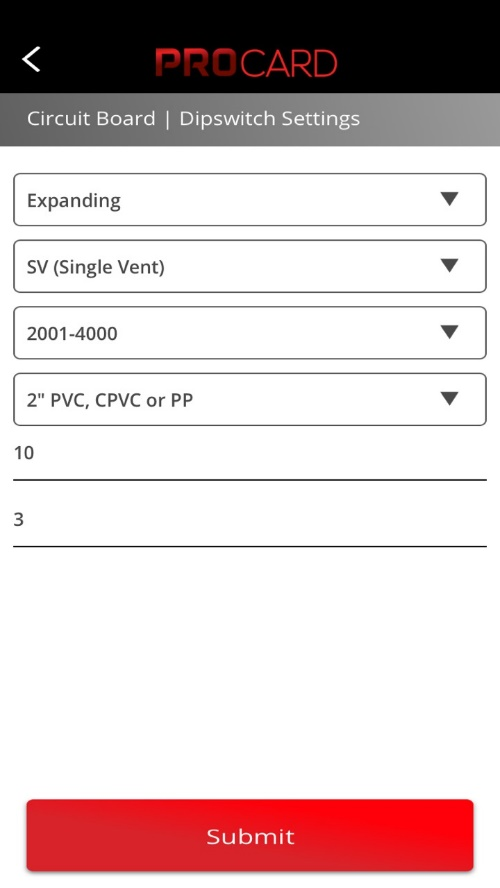 PROCARD
Circuit Board | Dipswitch Settings
Expanding
SV (Single Vent)
2001-4000
2" PVC, CPVC or PP
10
3
Submit